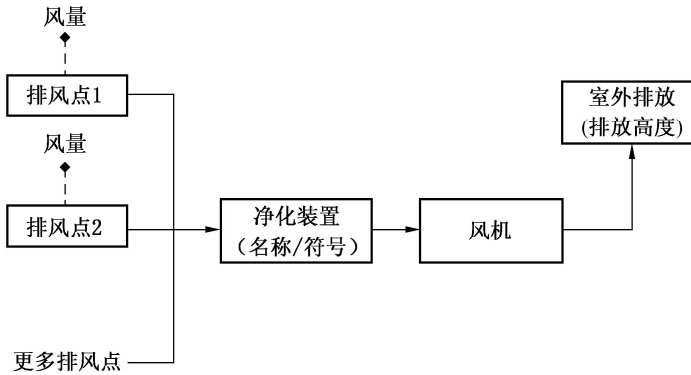 风量
排风点1
风量
排风点2
更多排风点
净化装置
（名称/符号）
风机
室外排放
(排放高度)